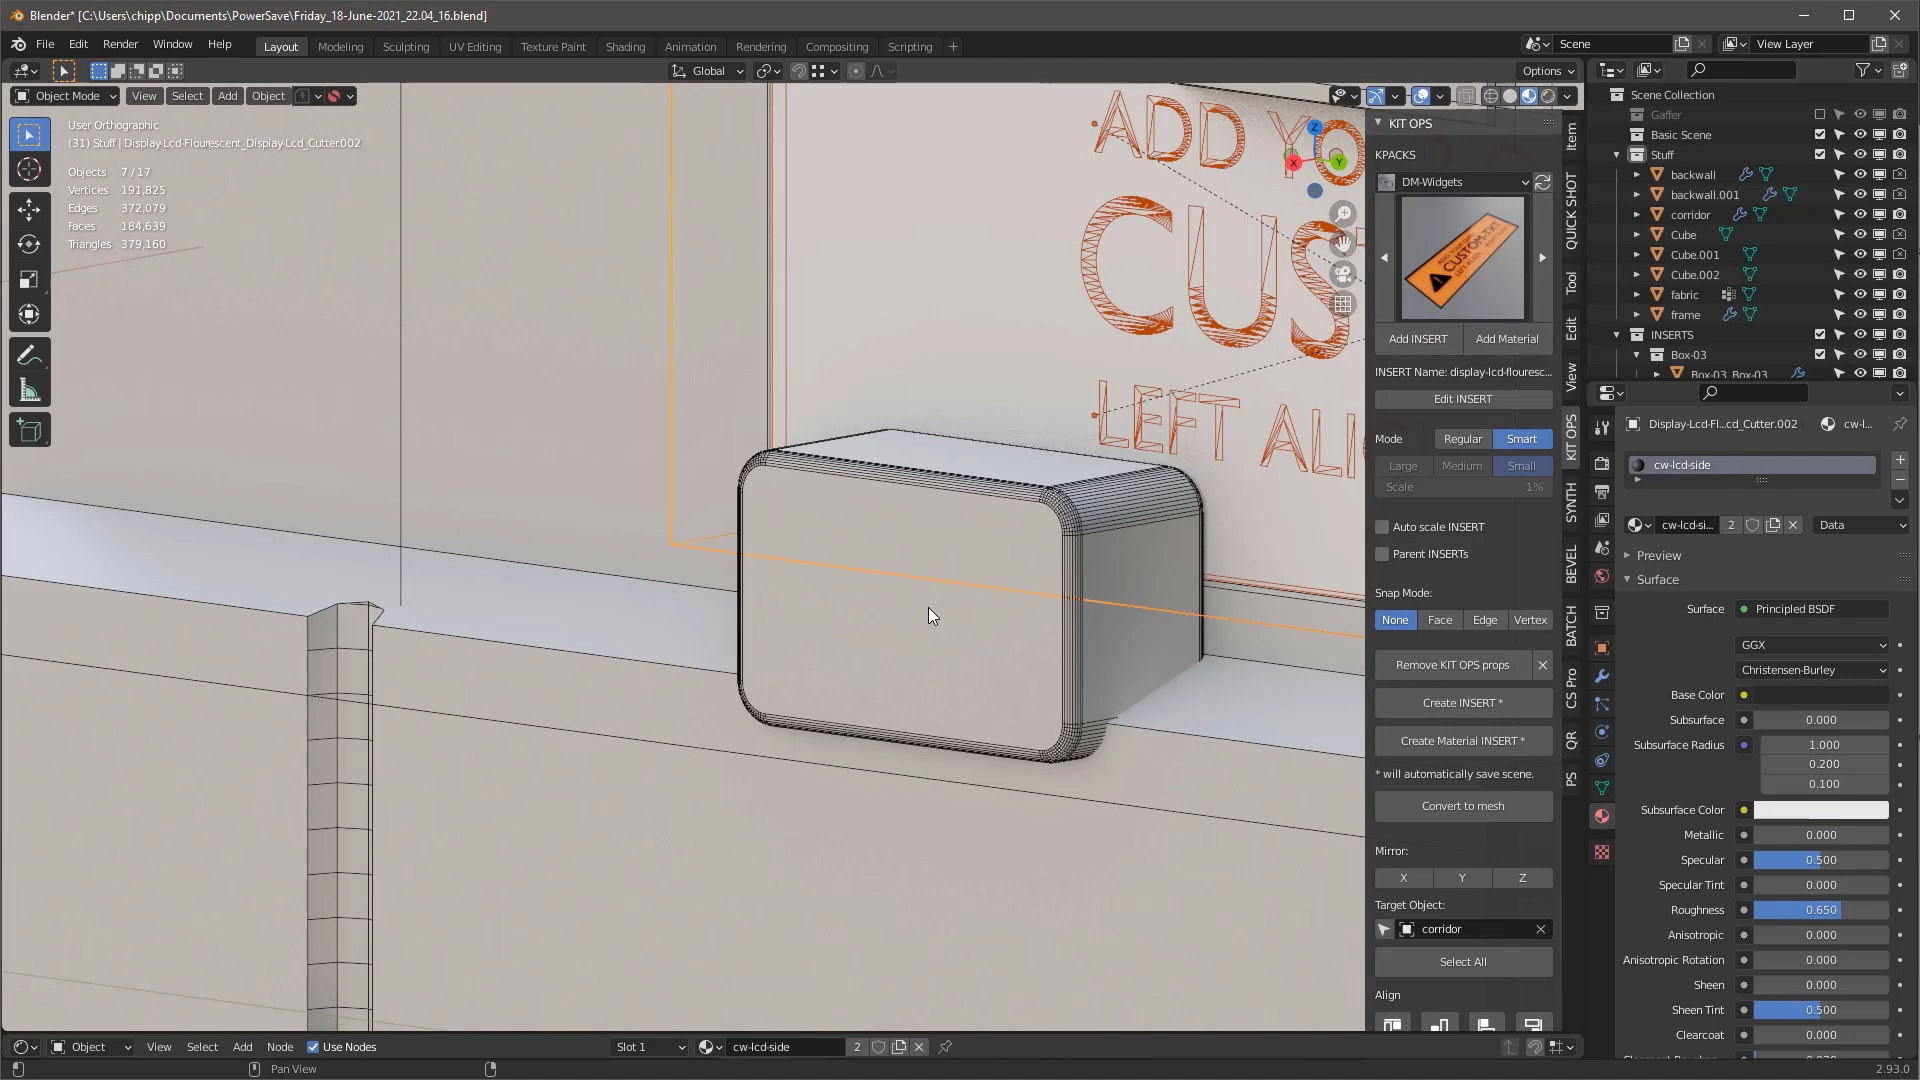 Blender* [C:\Users\chipp\Documents\PowerSave\Friday_18-June-2021_22.04_16.blend]
File Edit Render Window Help Layout Modeling Sculpting UV Editing Texture Paint Shading Animation Rendering Compositing Scripting + Scene View Layer
Global Options
Object Mode View Select Add Object
User Orthographic
(31) Stuff | Display-Lcd-Flourescent_Display-Lcd_Cutter.002
Objects 7 / 17
Vertices 191,825
Edges 372,079
Faces 184,639
Triangles 379,160
ADD YO
CUS
LEFT ALI
X Y Z
KIT OPS
KPACKS
DM-Widgets
CUSTOM-TXT
LEFT ALIGN
Add INSERT Add Material
INSERT Name: display-lcd-flouresc...
Edit INSERT
Mode Regular Smart
Large Medium Small
Scale 1%
Auto scale INSERT
Parent INSERTs
Snap Mode:
None Face Edge Vertex
Remove KIT OPS props
Create INSERT *
Create Material INSERT *
* will automatically save scene.
Convert to mesh
Mirror:
X Y Z
Target Object:
corridor
Select All
Align
Item
QUICK SHOT
Tool
Edit
View
KIT OPS
SYNTH
BEVEL
BATCH
CS Pro
QR
PS
Scene Collection
Gaffer
Basic Scene
Stuff
backwall
backwall.001
corridor
Cube
Cube.001
Cube.002
fabric
frame
INSERTS
Box-03
Box-03_Box-03
Display-Lcd-Fl...cd_Cutter.002 cw-l...
cw-lcd-side
cw-lcd-si... 2 Data
Preview
Surface
Surface Principled BSDF
GGX
Christensen-Burley
Base Color
Subsurface 0.000
Subsurface Radius 1.000
0.200
0.100
Subsurface Color
Metallic 0.000
Specular 0.500
Specular Tint 0.000
Roughness 0.650
Anisotropic 0.000
Anisotropic Rotation 0.000
Sheen 0.000
Sheen Tint 0.500
Clearcoat 0.000
Object View Select Add Node Use Nodes Slot 1 cw-lcd-side 2
Pan View
2.93.0